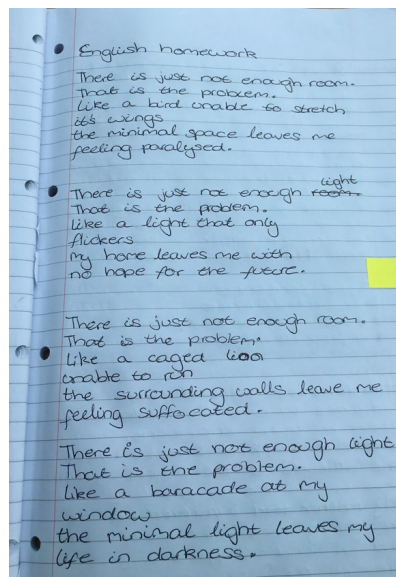 English homework
There is just not enough room.
That is the problem.
Like a bird unable to stretch
it's wings
the minimal space leaves me
feeling paralysed.
There is just not enough room light
That is the problem.
Like a light that only
flickers
my home leaves me with
no hope for the future.
There is just not enough room.
That is the problem.
Like a caged lion
unable to run
the surrounding walls leave me
feeling suffocated.
There is just not enough light
That is the problem.
Like a baracade at my
window
the minimal light leaves my
life in darkness.